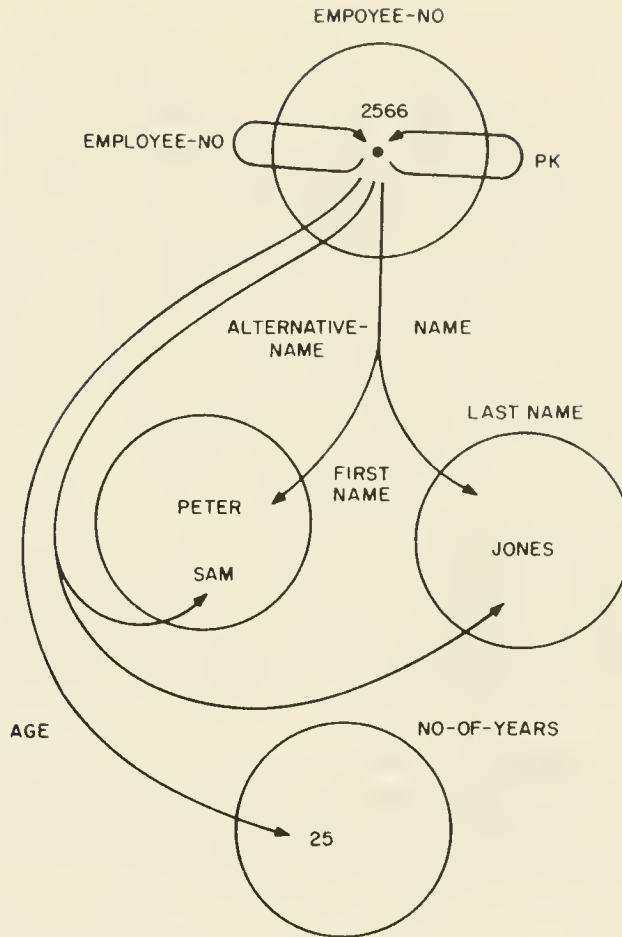 EMPOYEE-NO
2566
EMPLOYEE-NO
PK
ALTERNATIVE-
NAME
NAME
LAST NAME
FIRST
NAME
PETER
JONES
SAM
AGE
NO-OF-YEARS
25